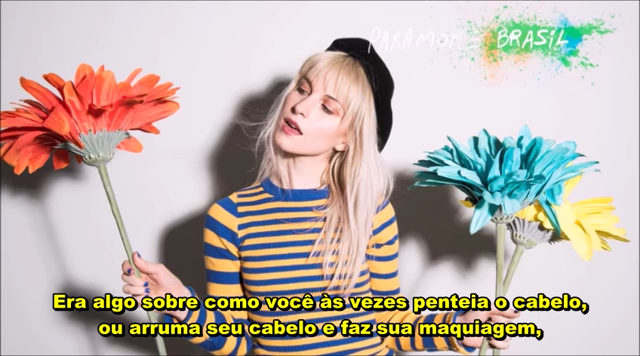 PARAMORE BRASIL
Era algo sobre como você às vezes penteia o cabelo,
ou arruma seu cabelo e faz sua maquiagem,